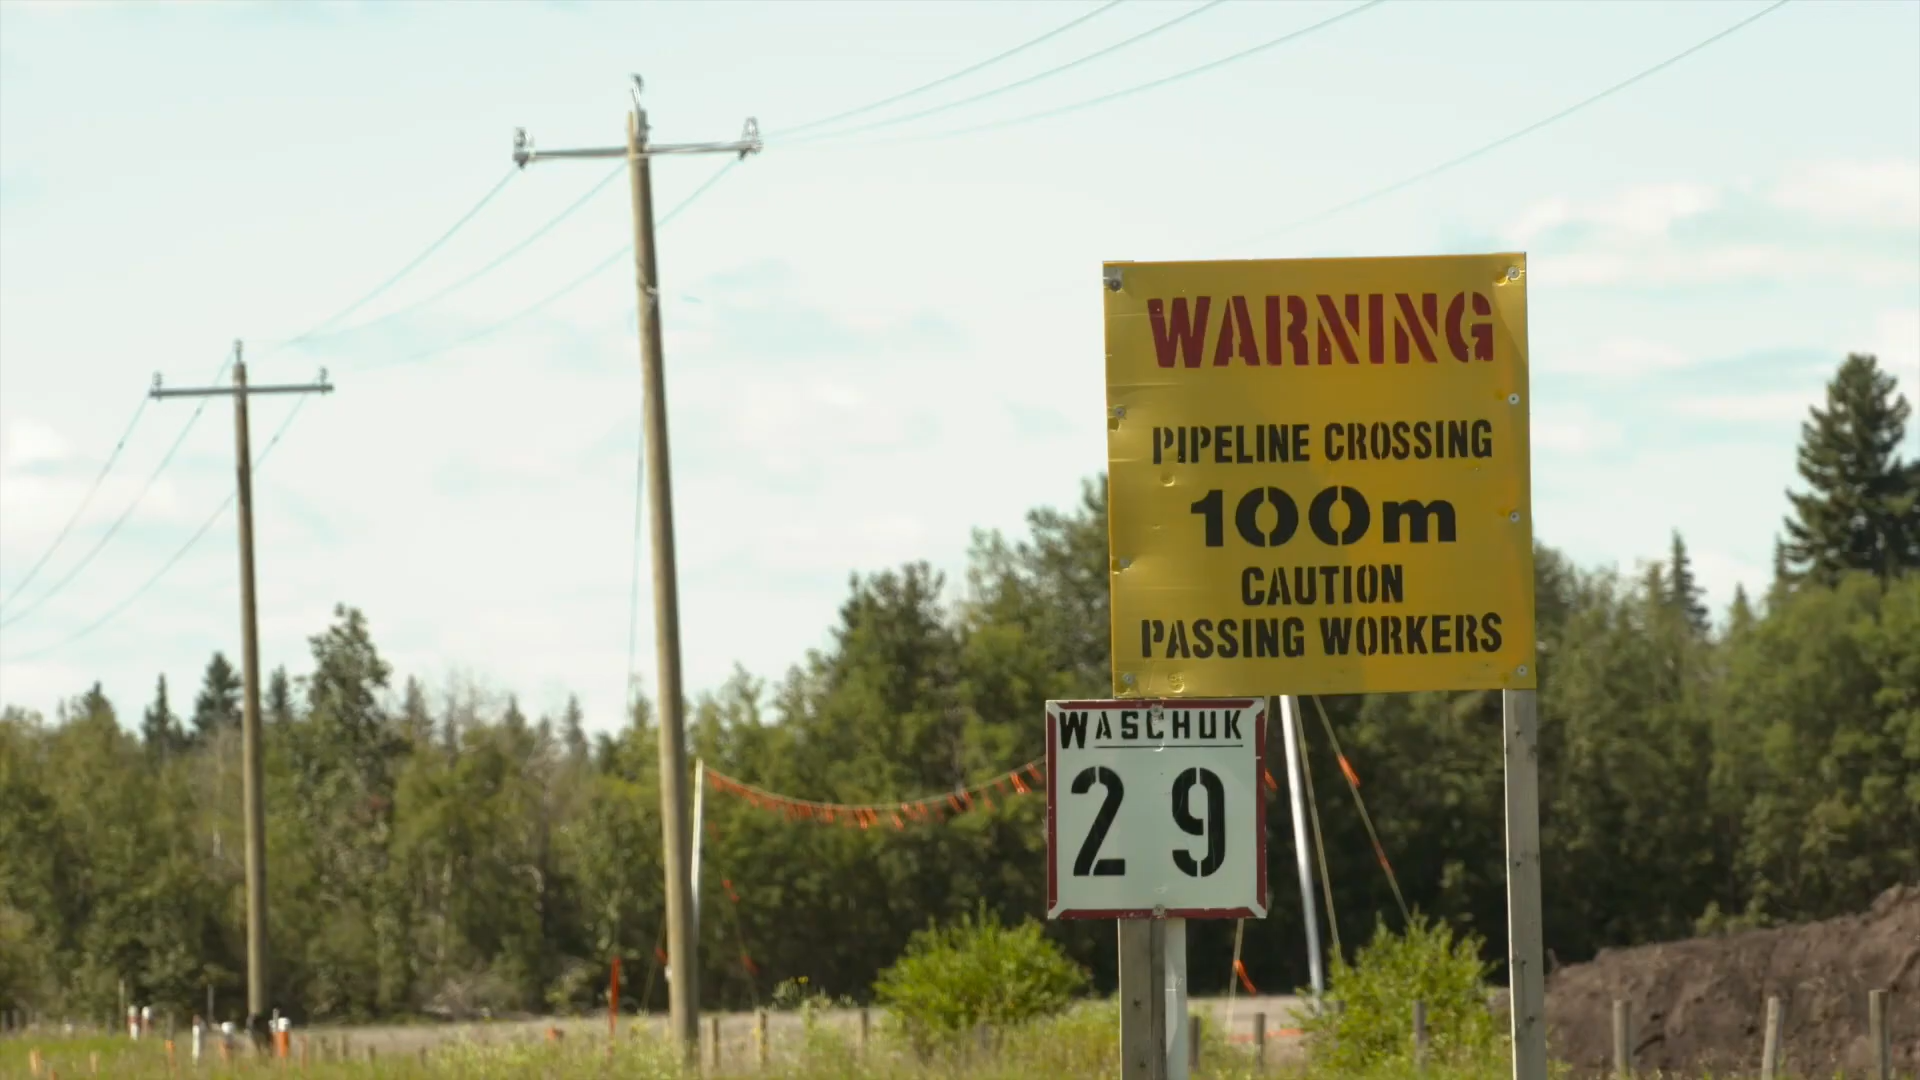 WARNING
PIPELINE CROSSING
100m
CAUTION
PASSING WORKERS
WASCHUK
29